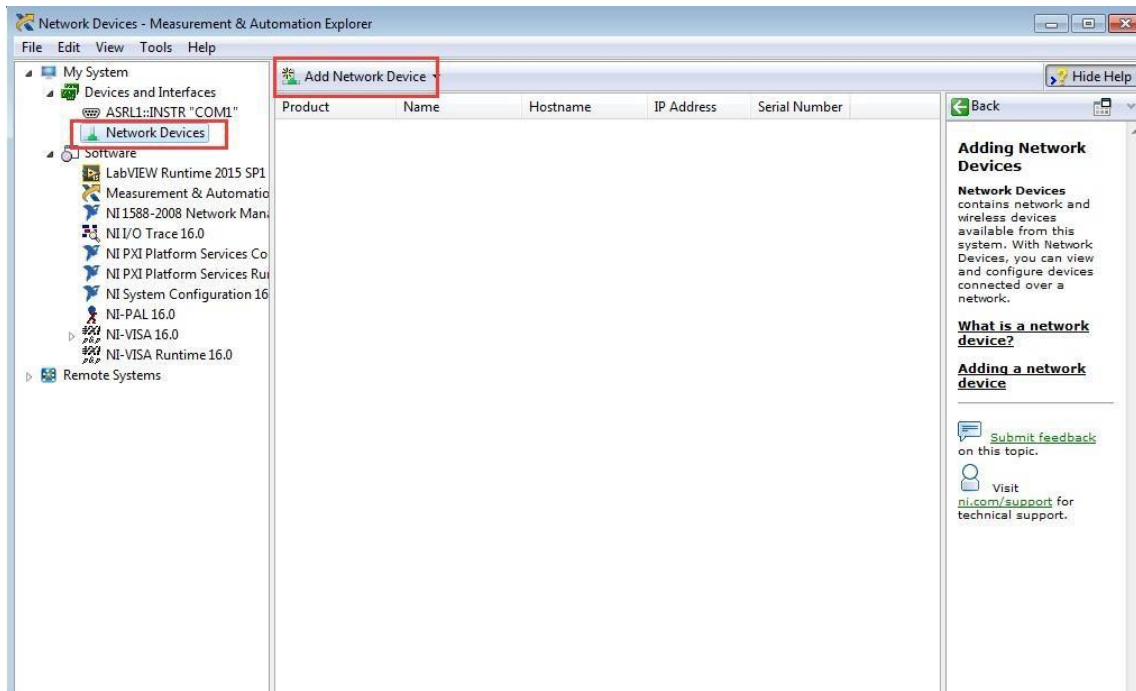 Network Devices - Measurement & Automation Explorer
File Edit View Tools Help
My System
Devices and Interfaces
ASRL1::INSTR "COM1"
Network Devices
Software
LabVIEW Runtime 2015 SP1
Measurement & Automatio
NI 1588-2008 Network Mana
NI I/O Trace 16.0
NI PXI Platform Services Co
NI PXI Platform Services Run
NI System Configuration 16
NI-PAL 16.0
NI-VISA 16.0
NI-VISA Runtime 16.0
Remote Systems
Add Network Device
Hide Help
Product Name Hostname IP Address Serial Number
Back
Adding Network
Devices
Network Devices
contains network and
wireless devices
available from this
system. With Network
Devices, you can view
and configure devices
connected over a
network.
What is a network
device?
Adding a network
device
Submit feedback
on this topic.
Visit
ni.com/support for
technical support.